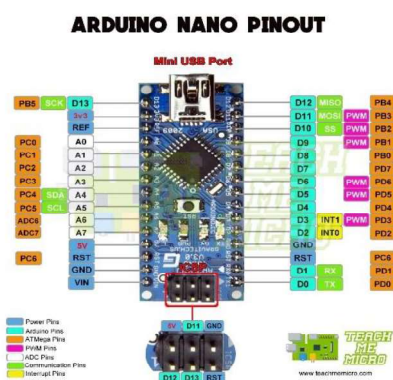 ARDUINO NANO PINOUT
Mini USB Port
PB5 SCK D13
3v3
REF
PC0 A0
PC1 A1
PC2 A2
PC3 A3
PC4 SDA A4
PC5 SCL A5
ADC6 A6
ADC7 A7
5V
PC6 RST
GND
VIN
D12 MISO PB4
D11 MOSI PWM PB3
D10 SS PWM PB2
D9 PWM PB1
D8 PB0
D7 PD7
D6 PWM PD6
D5 PWM PD5
D4 PD4
D3 INT1 PWM PD3
D2 INT0 PD2
GND
RST PC6
D1 RX PD1
D0 TX PD0
USA
2009
V3.0
ICSP
5V D11 GND
D12 D13 RST
Power Pins
Arduino Pins
ATMega Pins
PWM Pins
ADC Pins
Communication Pins
Interrupt Pins
TEACH
ME
MICRO
www.teachmemicro.com